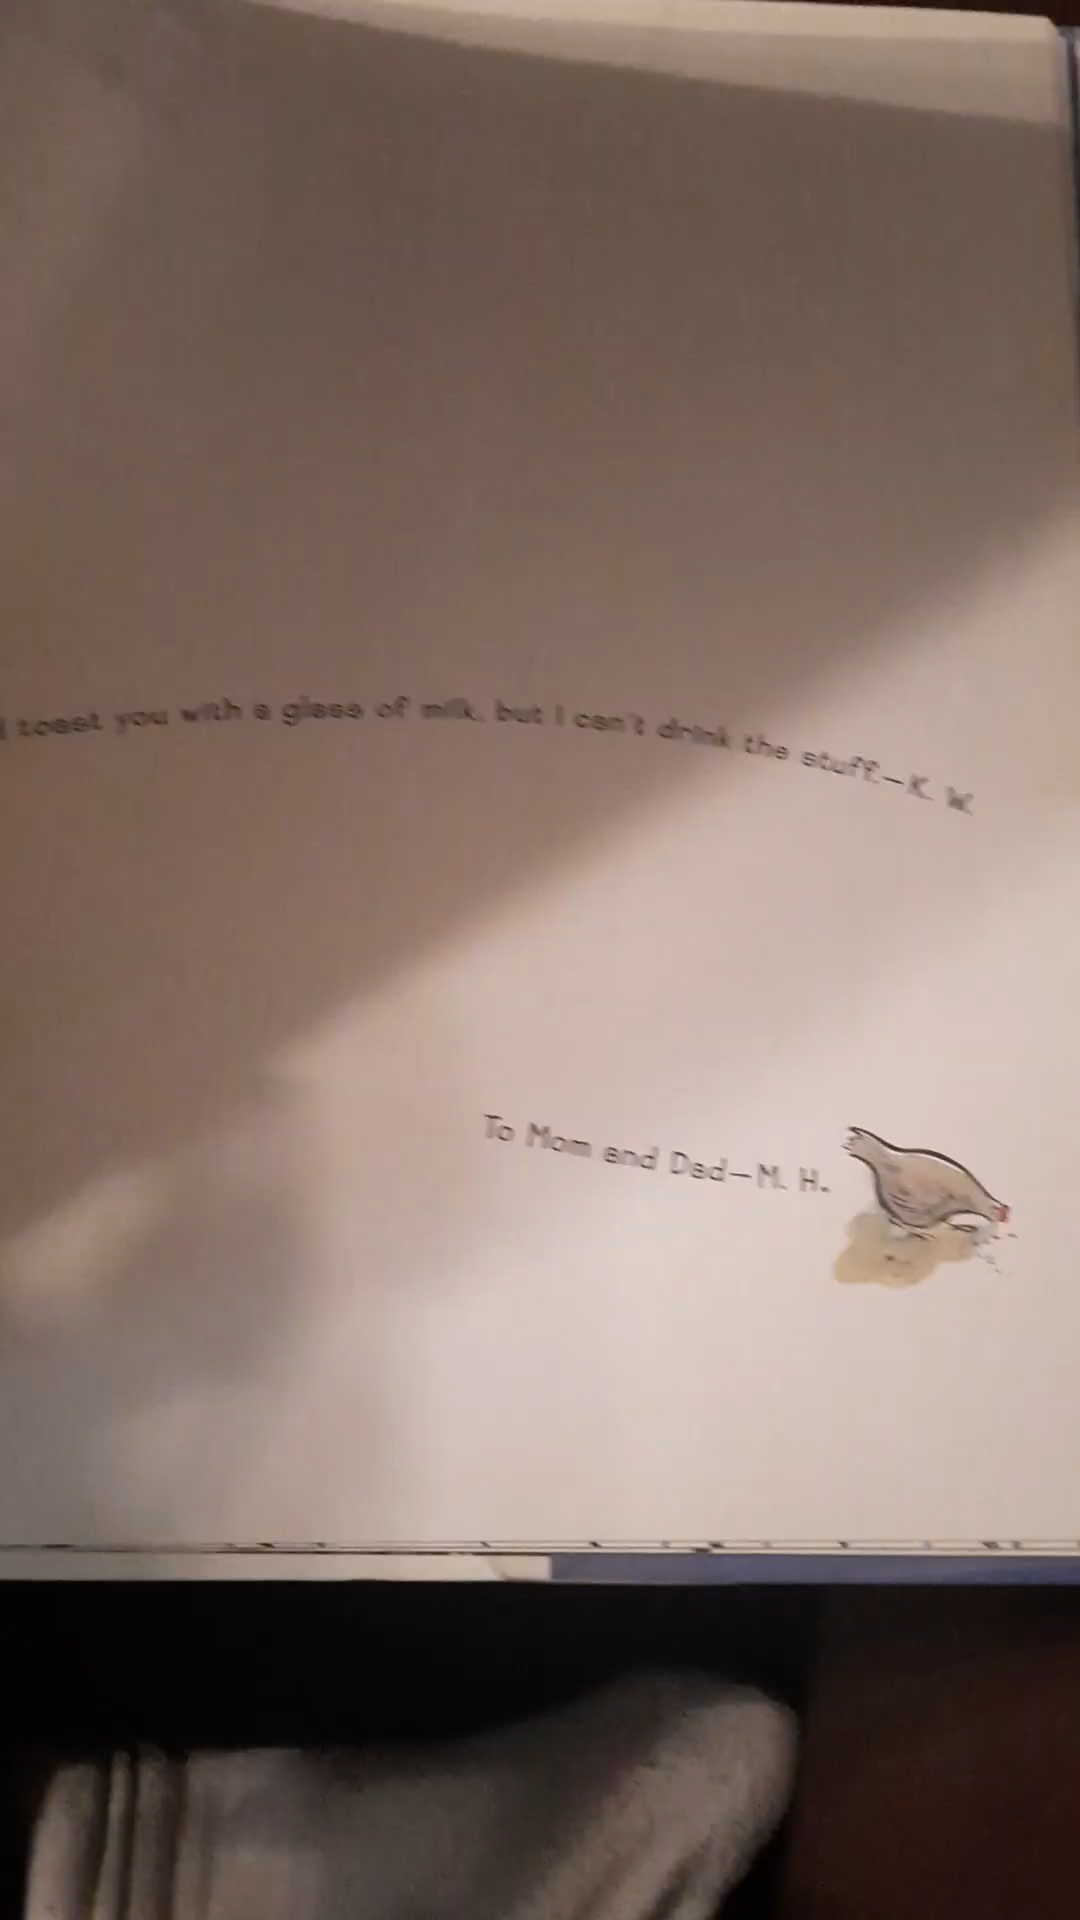 I toast you with a glass of milk, but I can't drink the stuff.—K. W.
To Mom and Dad—M. H.